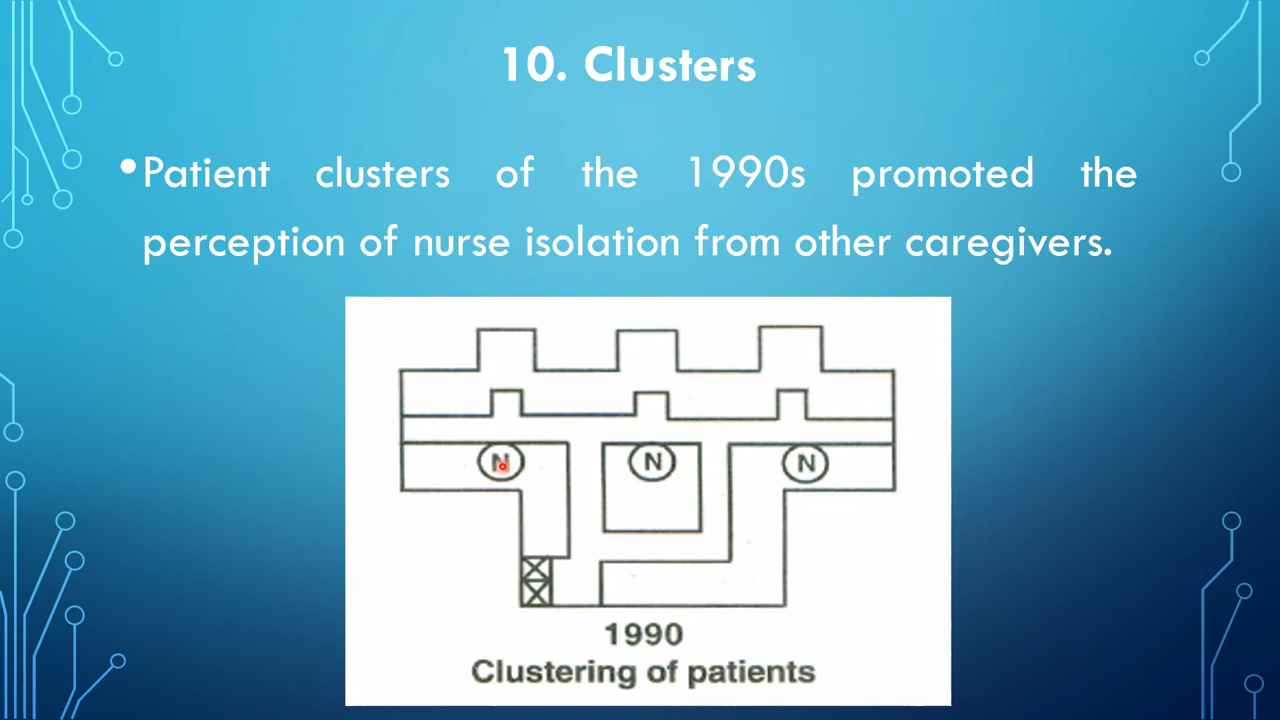 10. Clusters
•Patient clusters of the 1990s promoted the
perception of nurse isolation from other caregivers.
N N N
1990
Clustering of patients